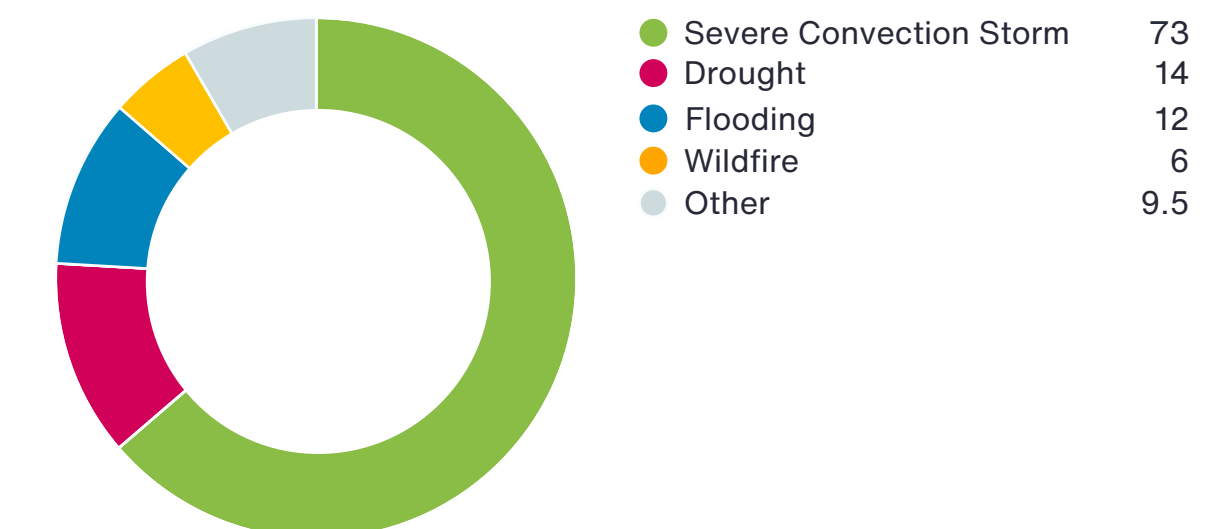 Severe Convection Storm 73
Drought 14
Flooding 12
Wildfire 6
Other 9.5